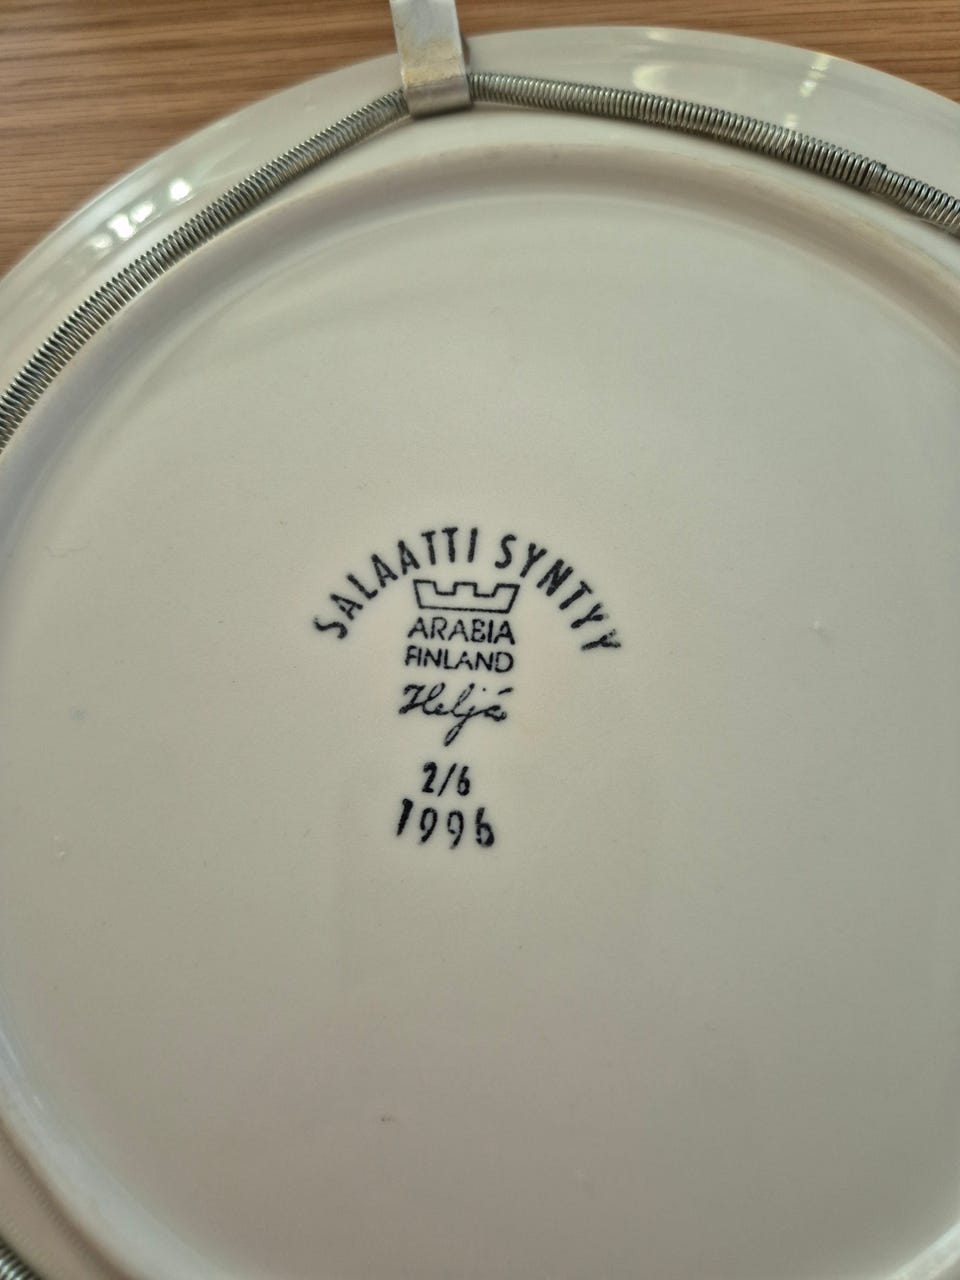 SALAATTI SYNTYY
ARABIA
FINLAND
Heljä
2/6
1996